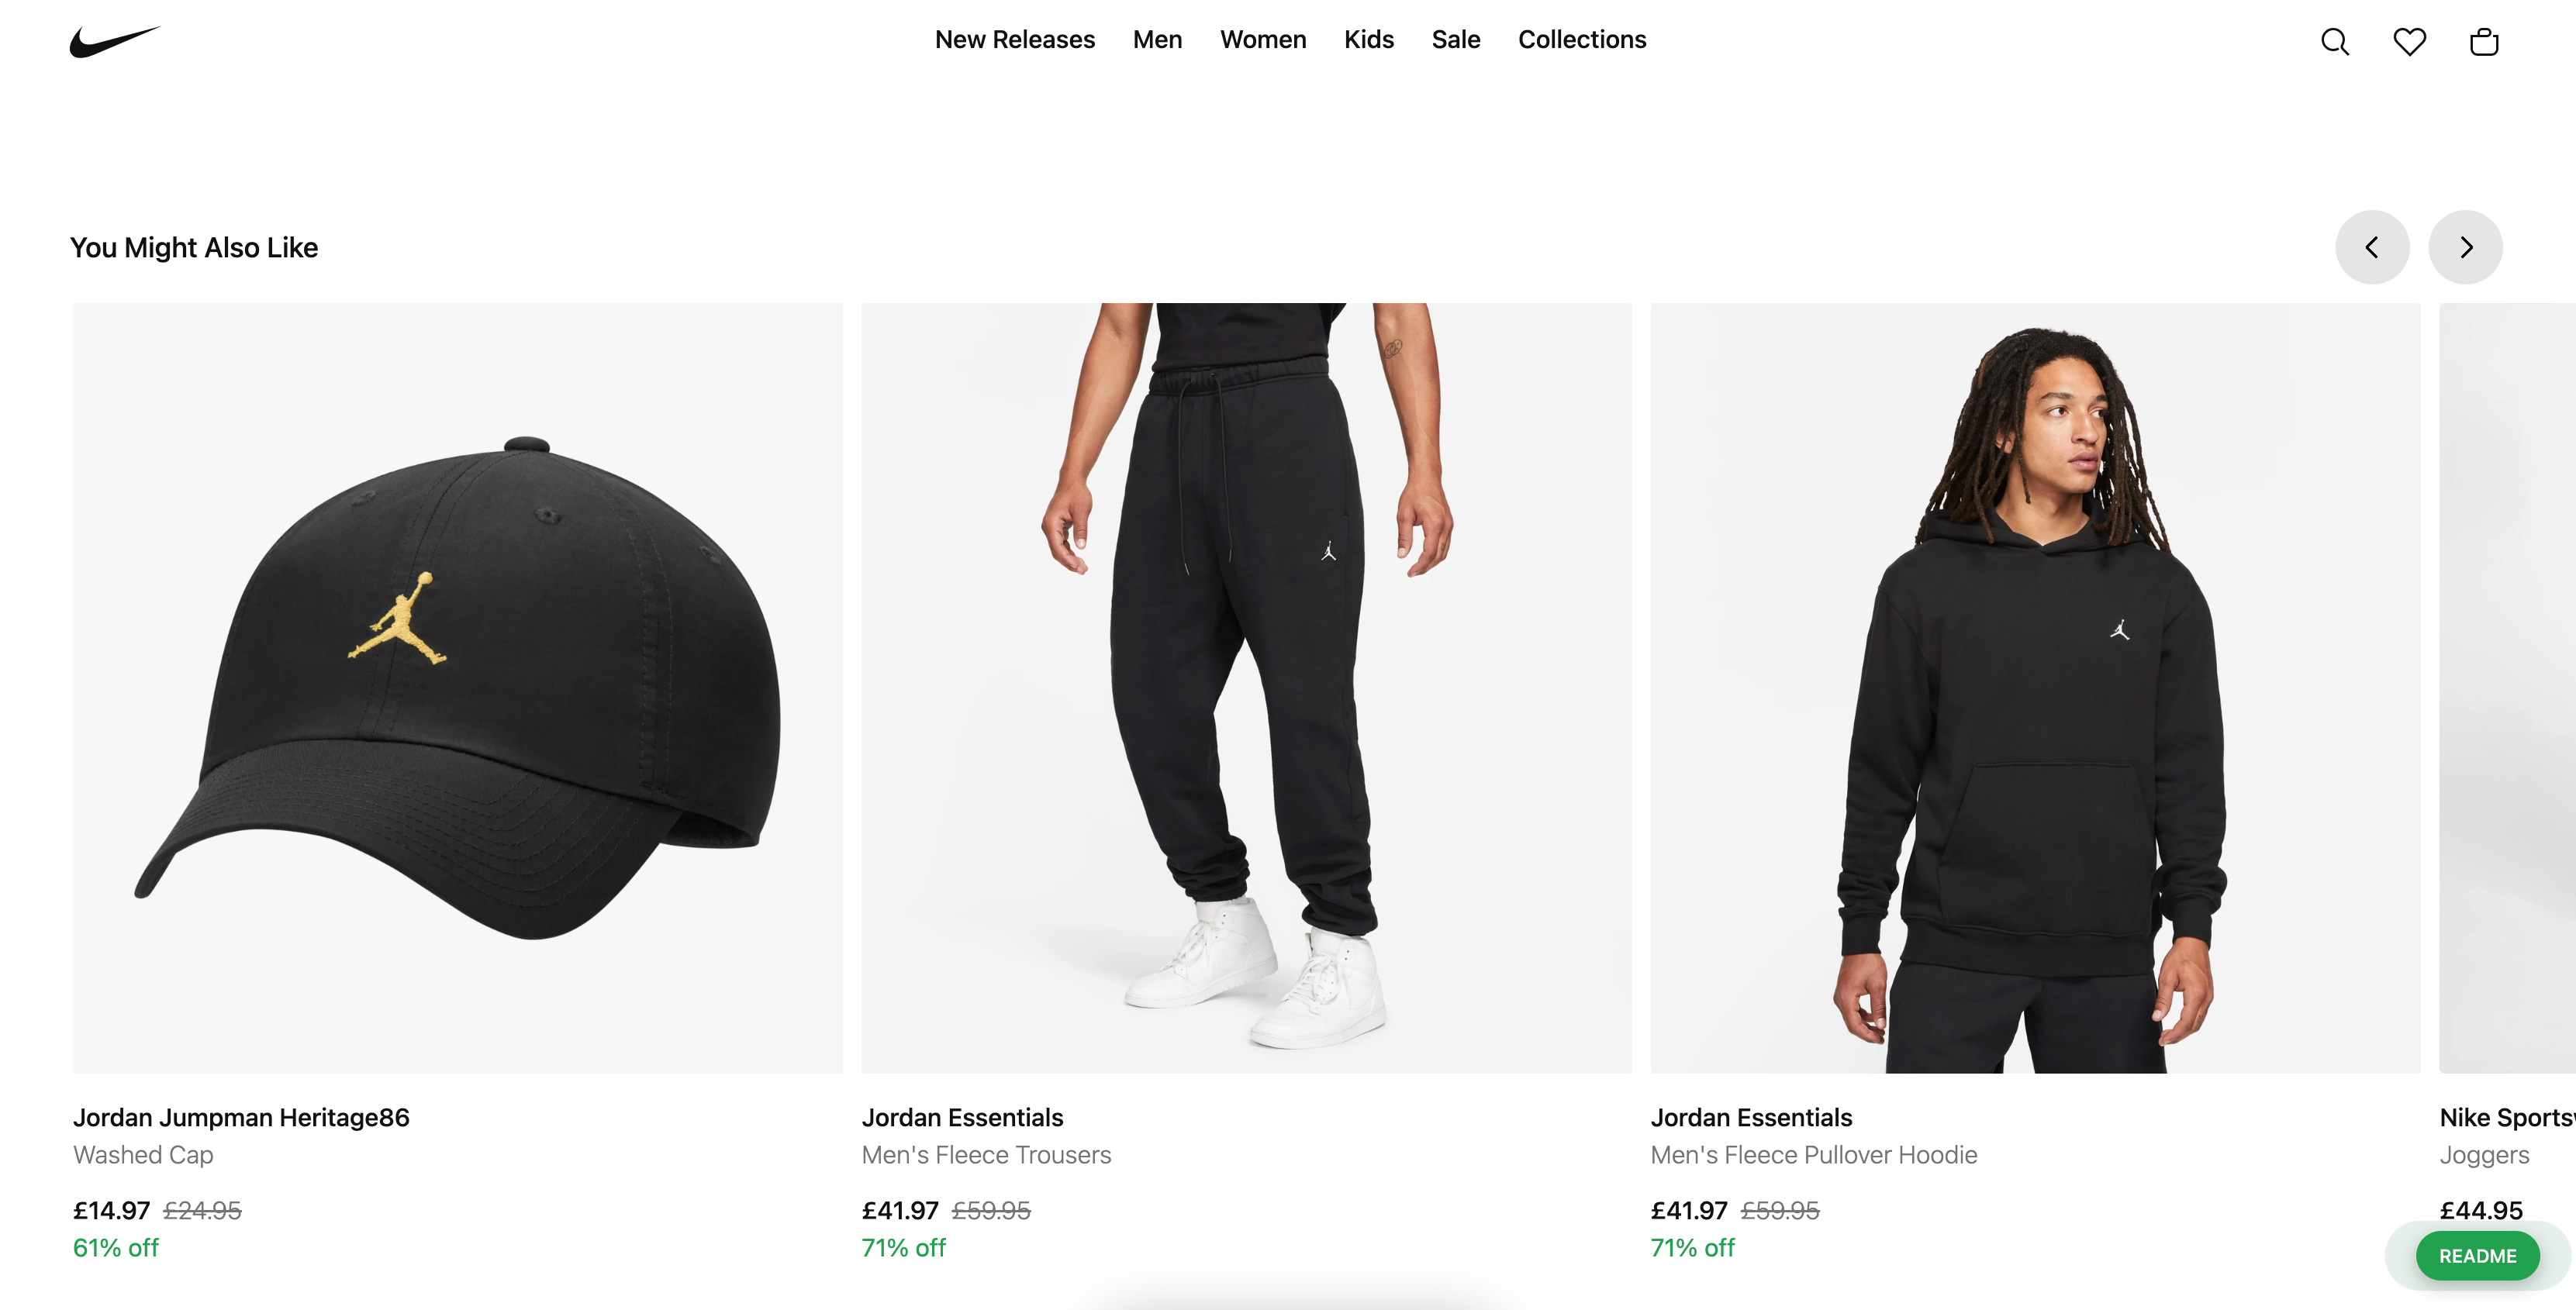 New Releases Men Women Kids Sale Collections
You Might Also Like
Jordan Jumpman Heritage86
Washed Cap
£14.97 £24.95
61% off
Jordan Essentials
Men's Fleece Trousers
£41.97 £59.95
71% off
Jordan Essentials
Men's Fleece Pullover Hoodie
£41.97 £59.95
71% off
Nike
Joggers
£44.95
README